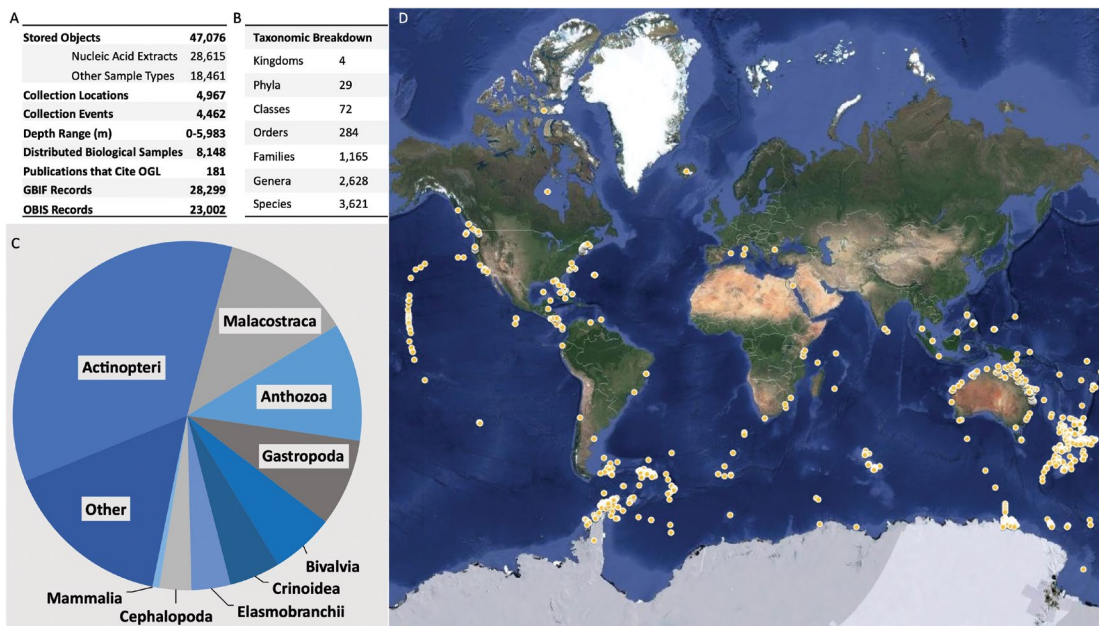 A
Stored Objects 47,076
Nucleic Acid Extracts 28,615
Other Sample Types 18,461
Collection Locations 4,967
Collection Events 4,462
Depth Range (m) 0-5,983
Distributed Biological Samples 8,148
Publications that Cite OGL 181
GBIF Records 28,299
OBIS Records 23,002
B
Taxonomic Breakdown
Kingdoms 4
Phyla 29
Classes 72
Orders 284
Families 1,165
Genera 2,628
Species 3,621
C
Malacostraca
Actinopteri
Anthozoa
Gastropoda
Other
Bivalvia
Crinoidea
Mammalia
Elasmobranchii
Cephalopoda
D